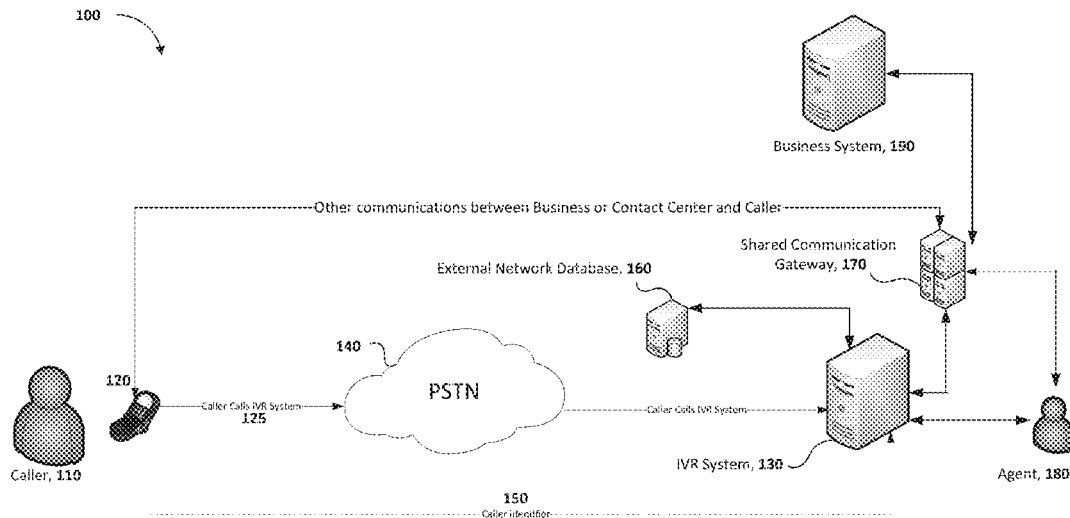 100
Business System, 190
Other communications between Business or Contact Center and Caller
Shared Communication
Gateway, 170
External Network Database, 160
140
PSTN
120
Caller Calls IVR System
125
Caller Calls IVR System
Caller, 110
IVR System, 130
Agent, 180
150
Caller identifier